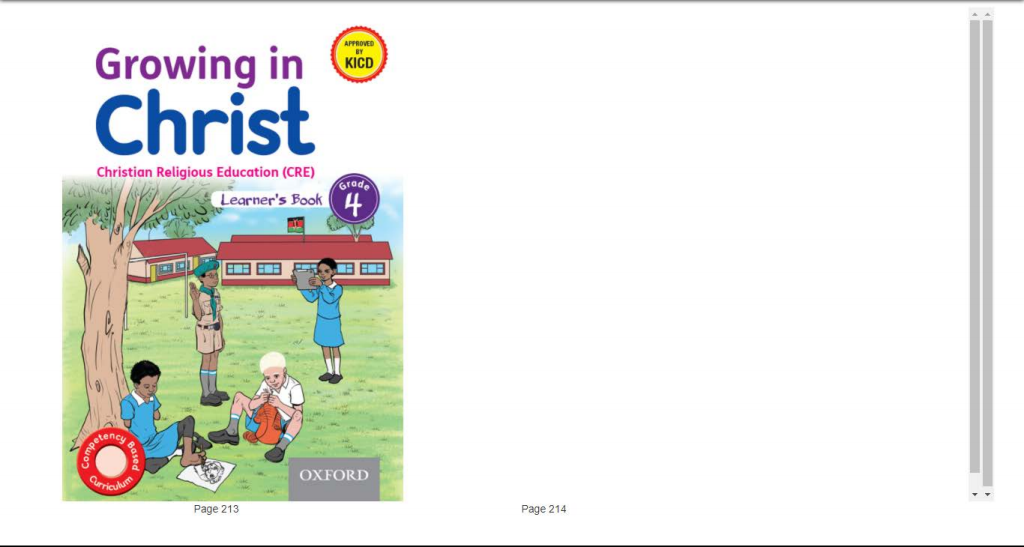 Growing in
Christ
APPROVED
BY
KICD
Christian Religious Education (CRE)
Learner's Book
Grade
4
Competency Based
Curriculum
OXFORD
Page 213
Page 214